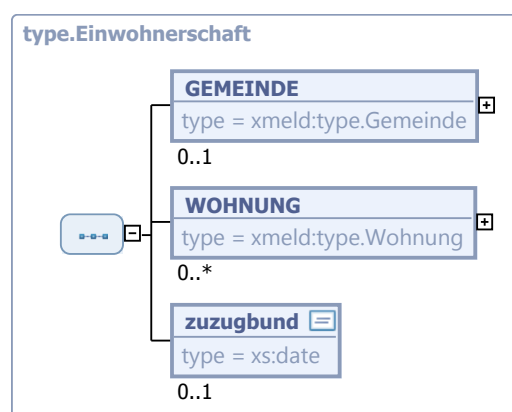 type.Einwohnerschaft
GEMEINDE
type = xmeld:type.Gemeinde
0..1
WOHNUNG
type = xmeld:type.Wohnung
0..*
zuzugbund
type = xs:date
0..1